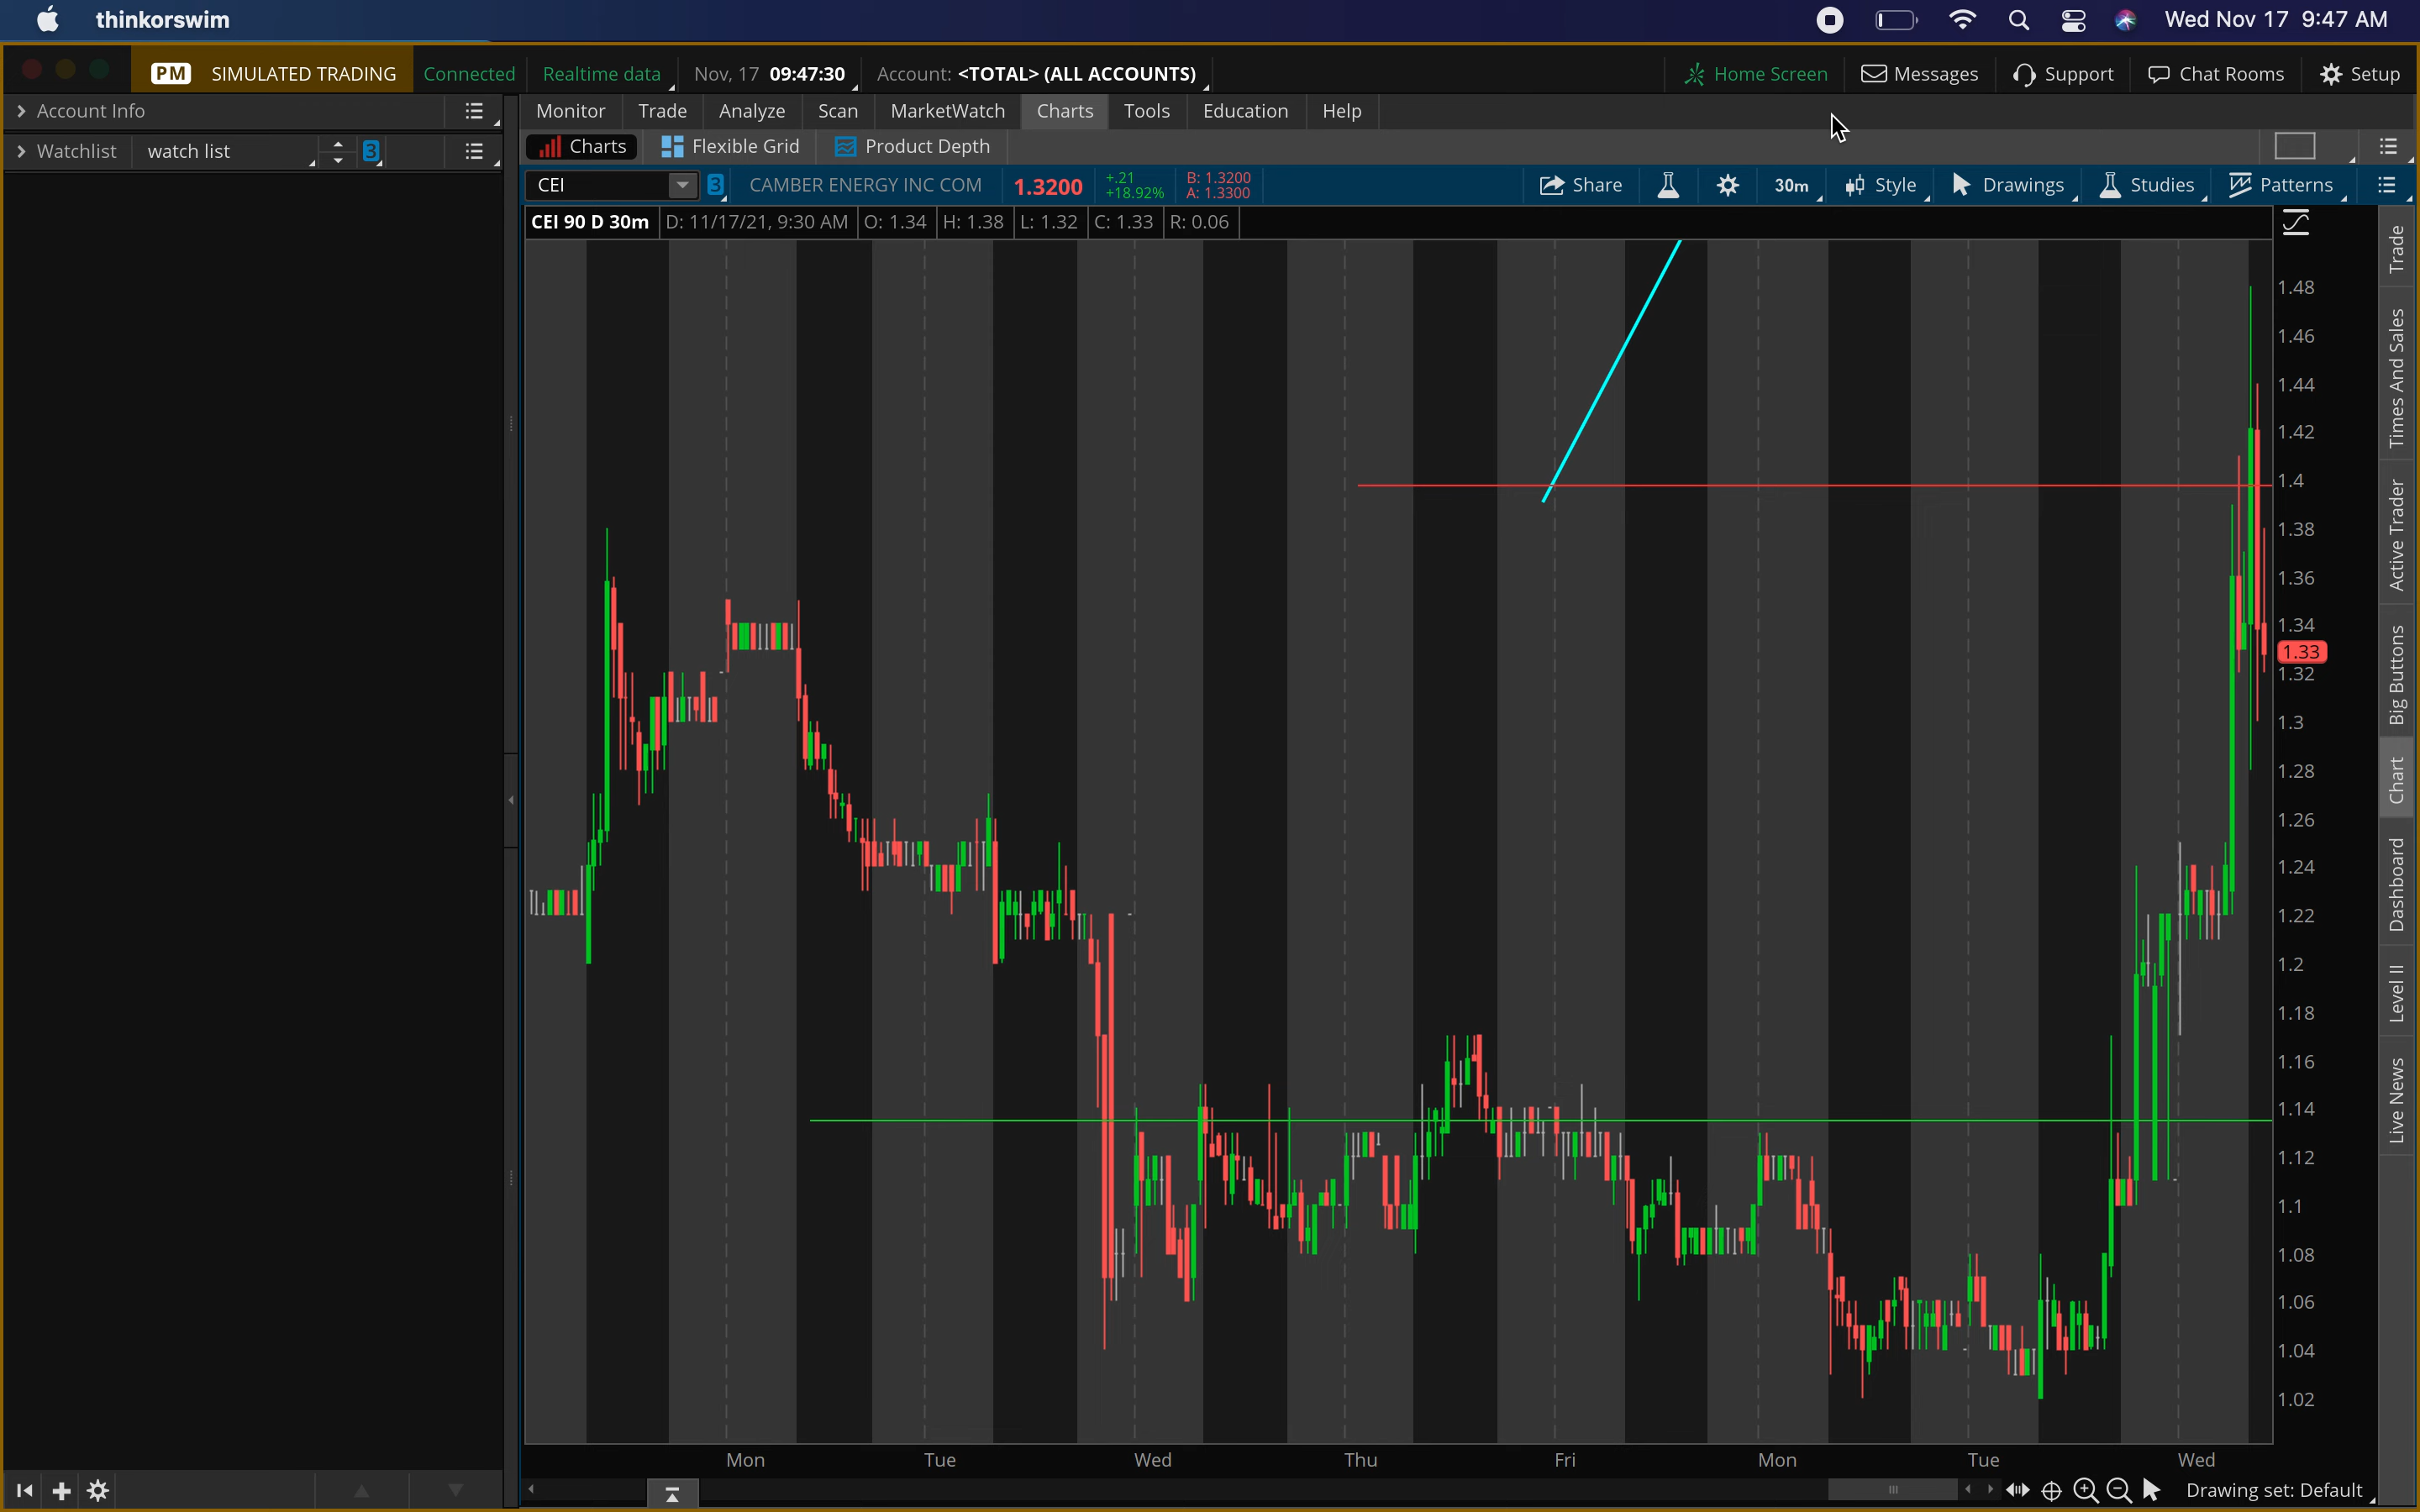 thinkorswim
Wed Nov 17 9:47 AM
PM SIMULATED TRADING Connected Realtime data Nov, 17 09:47:30 Account: <TOTAL> (ALL ACCOUNTS) Home Screen Messages Support Chat Rooms Setup
Account Info
Monitor Trade Analyze Scan MarketWatch Charts Tools Education Help
Watchlist watch list 3
Charts Flexible Grid Product Depth
CEI 3 CAMBER ENERGY INC COM 1.3200 +.21 B: 1.3200
+18.92% A: 1.3300
Share 30m Style Drawings Studies Patterns
CEI 90 D 30m D: 11/17/21, 9:30 AM O: 1.34 H: 1.38 L: 1.32 C: 1.33 R: 0.06
1.48
1.46
1.44
1.42
1.4
1.38
1.36
1.34
1.33
1.32
1.3
1.28
1.26
1.24
1.22
1.2
1.18
1.16
1.14
1.12
1.1
1.08
1.06
1.04
1.02
Trade
Times And Sales
Active Trader
Big Buttons
Chart
Dashboard
Level II
Live News
Mon Tue Wed Thu Fri Mon Tue Wed
Drawing set: Default